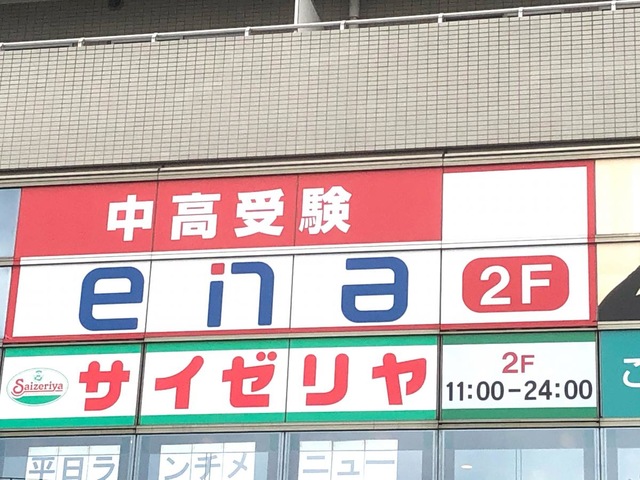 中高受験
ena 2F
Saizeriya サイゼリヤ 2F
11:00-24:00
こ
平日ランチメニュー